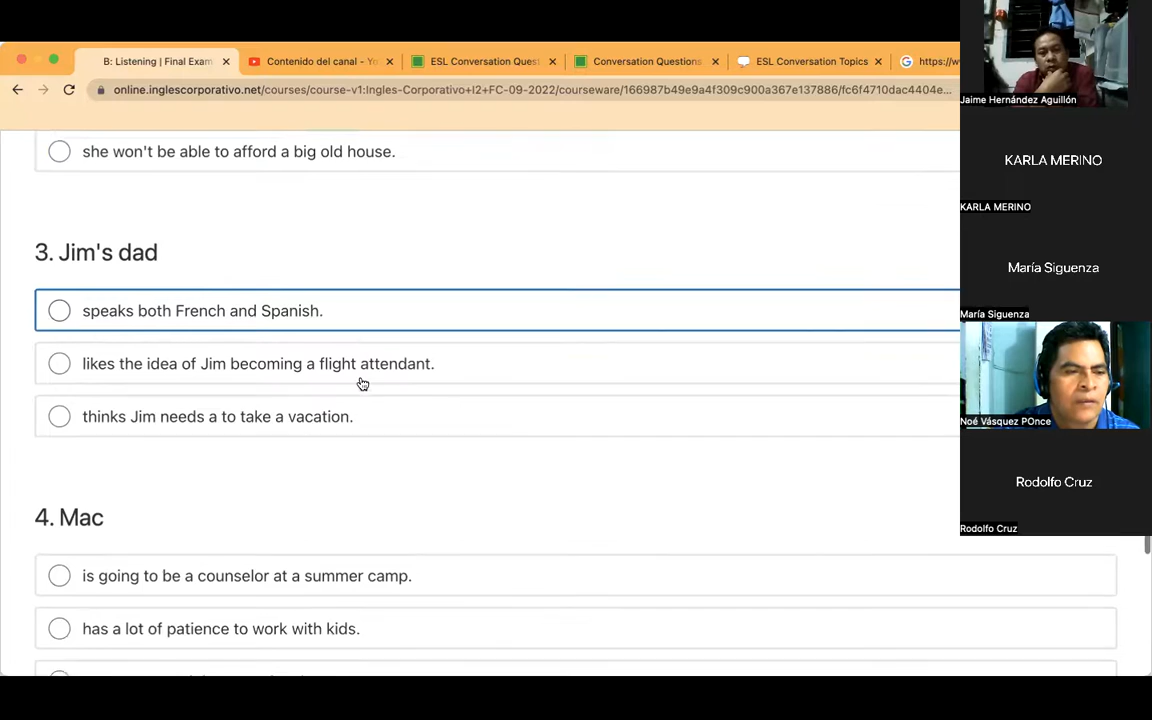 B: Listening | Final Exam
Contenido del canal - Yo
ESL Conversation Quest
Conversation Questions
ESL Conversation Topics
https://w
online.inglescorporativo.net/courses/course-v1:Ingles-Corporativo+I2+FC-09-2022/courseware/166987b49e9a4f309c900a367e137886/fc6f4710dac4404e...
she won't be able to afford a big old house.
3. Jim's dad
speaks both French and Spanish.
likes the idea of Jim becoming a flight attendant.
thinks Jim needs a to take a vacation.
4. Mac
is going to be a counselor at a summer camp.
has a lot of patience to work with kids.
Jaime Hernández Aguillón
KARLA MERINO
KARLA MERINO
María Siguenza
María Siguenza
Noé Vásquez POnce
Rodolfo Cruz
Rodolfo Cruz